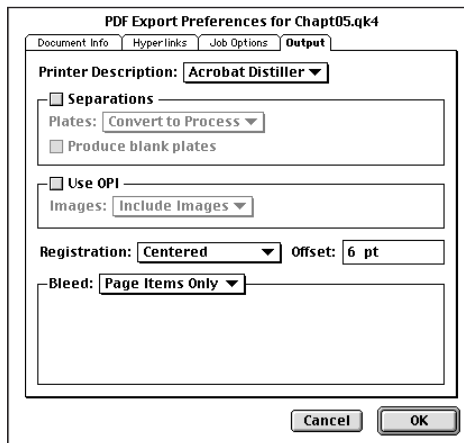 PDF Export Preferences for Chapt05.qk4
Document Info Hyperlinks Job Options Output
Printer Description: Acrobat Distiller
Separations
Plates: Convert to Process
Produce blank plates
Use OPI
Images: Include Images
Registration: Centered Offset: 6 pt
Bleed: Page Items Only
Cancel OK